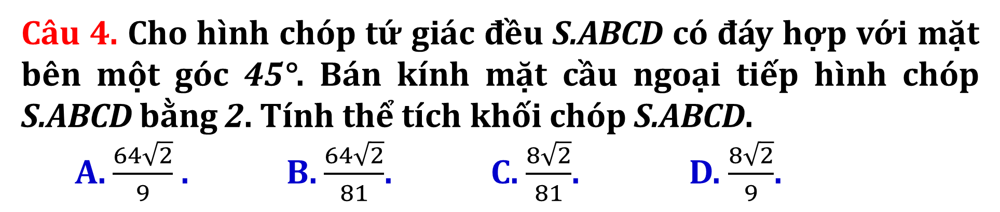 Câu 4. Cho hình chóp tứ giác đều S.ABCD có đáy hợp với mặt
bên một góc 45°. Bán kính mặt cầu ngoại tiếp hình chóp
S.ABCD bằng 2. Tính thể tích khối chóp S.ABCD.
A. \frac{64\sqrt{2}}{9}. B. \frac{64\sqrt{2}}{81}. C. \frac{8\sqrt{2}}{81}. D. \frac{8\sqrt{2}}{9}.